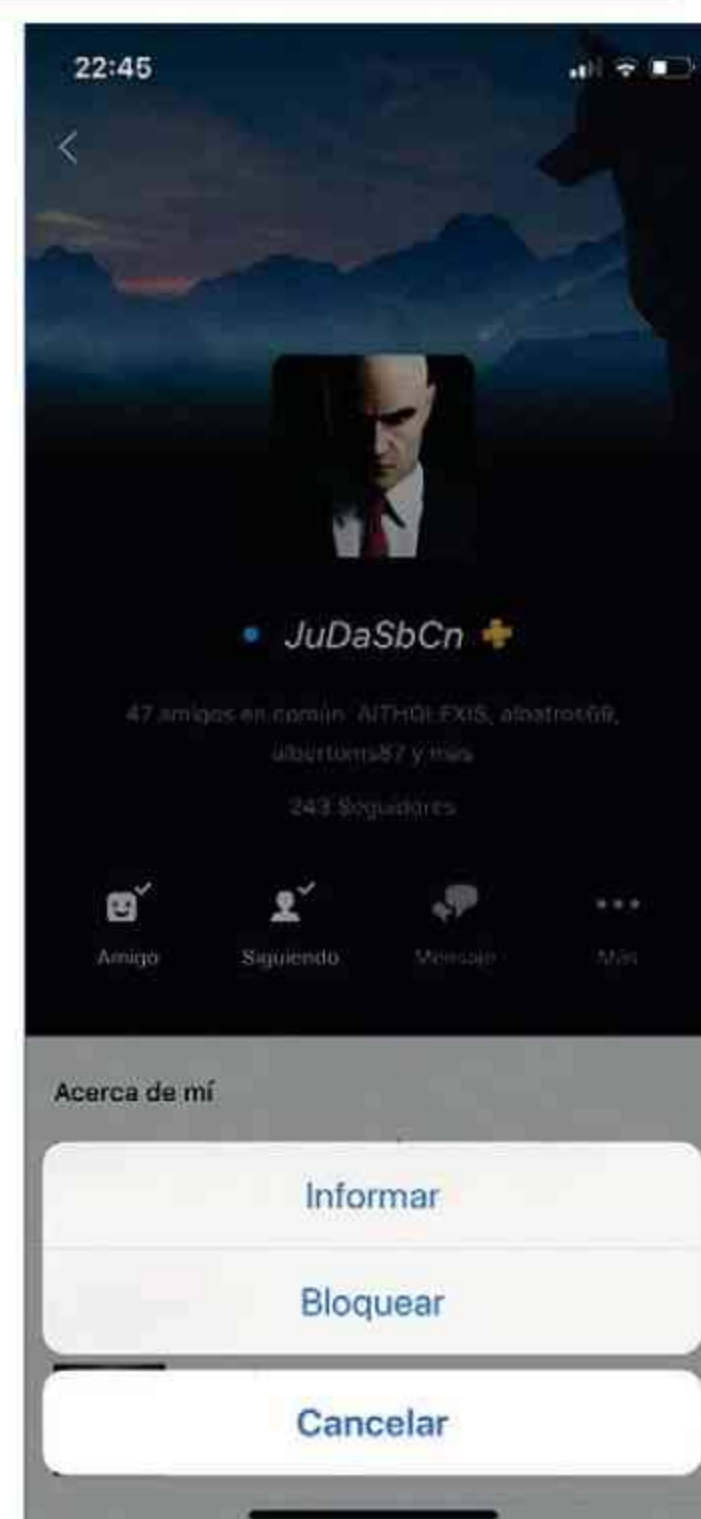 22:45
JuDaSbCn
47 amigos en común: AITHOLEXIS, albatros69,
albertoms87 y más
243 Seguidores
Amigo
Siguiendo
Mensaje
Más
Acerca de mí
Informar
Bloquear
Cancelar